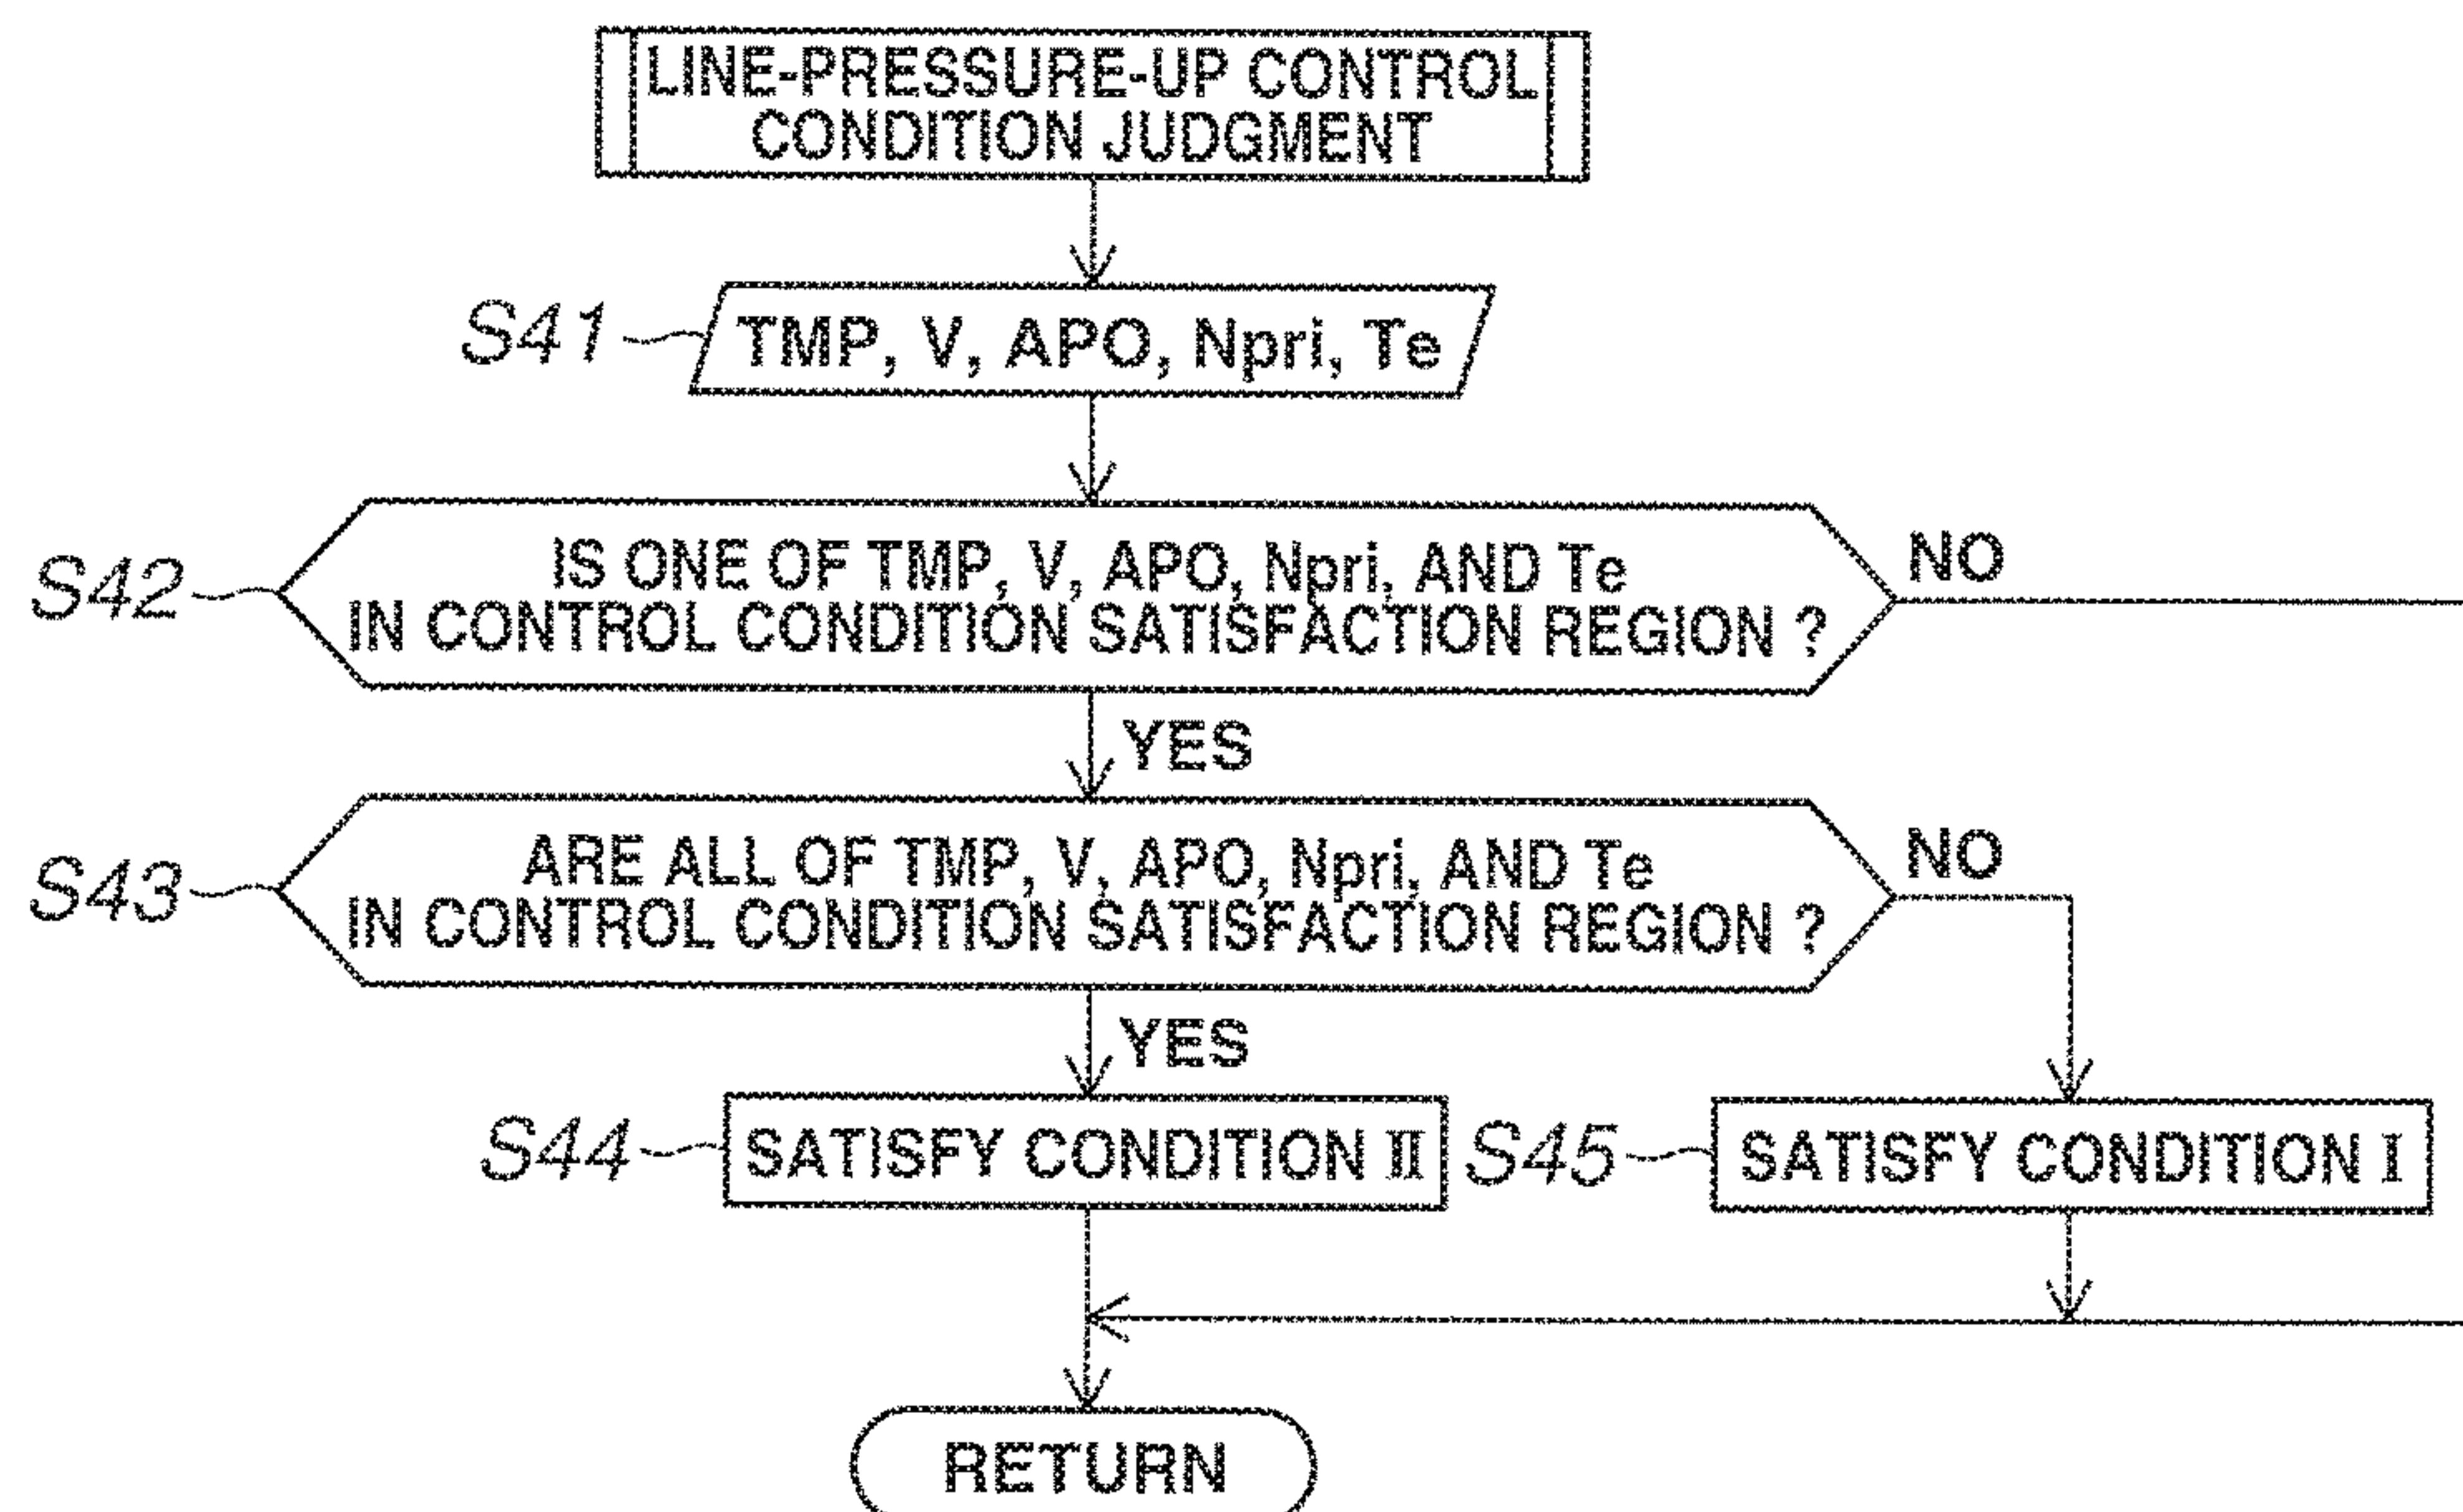 LINE-PRESSURE-UP CONTROL
CONDITION JUDGMENT
S41
TMP, V, APO, Npri, Te
S42
IS ONE OF TMP, V, APO, Npri, AND Te
IN CONTROL CONDITION SATISFACTION REGION ?
NO
YES
S43
ARE ALL OF TMP, V, APO, Npri, AND Te
IN CONTROL CONDITION SATISFACTION REGION ?
NO
YES
S44
SATISFY CONDITION II
S45
SATISFY CONDITION I
RETURN